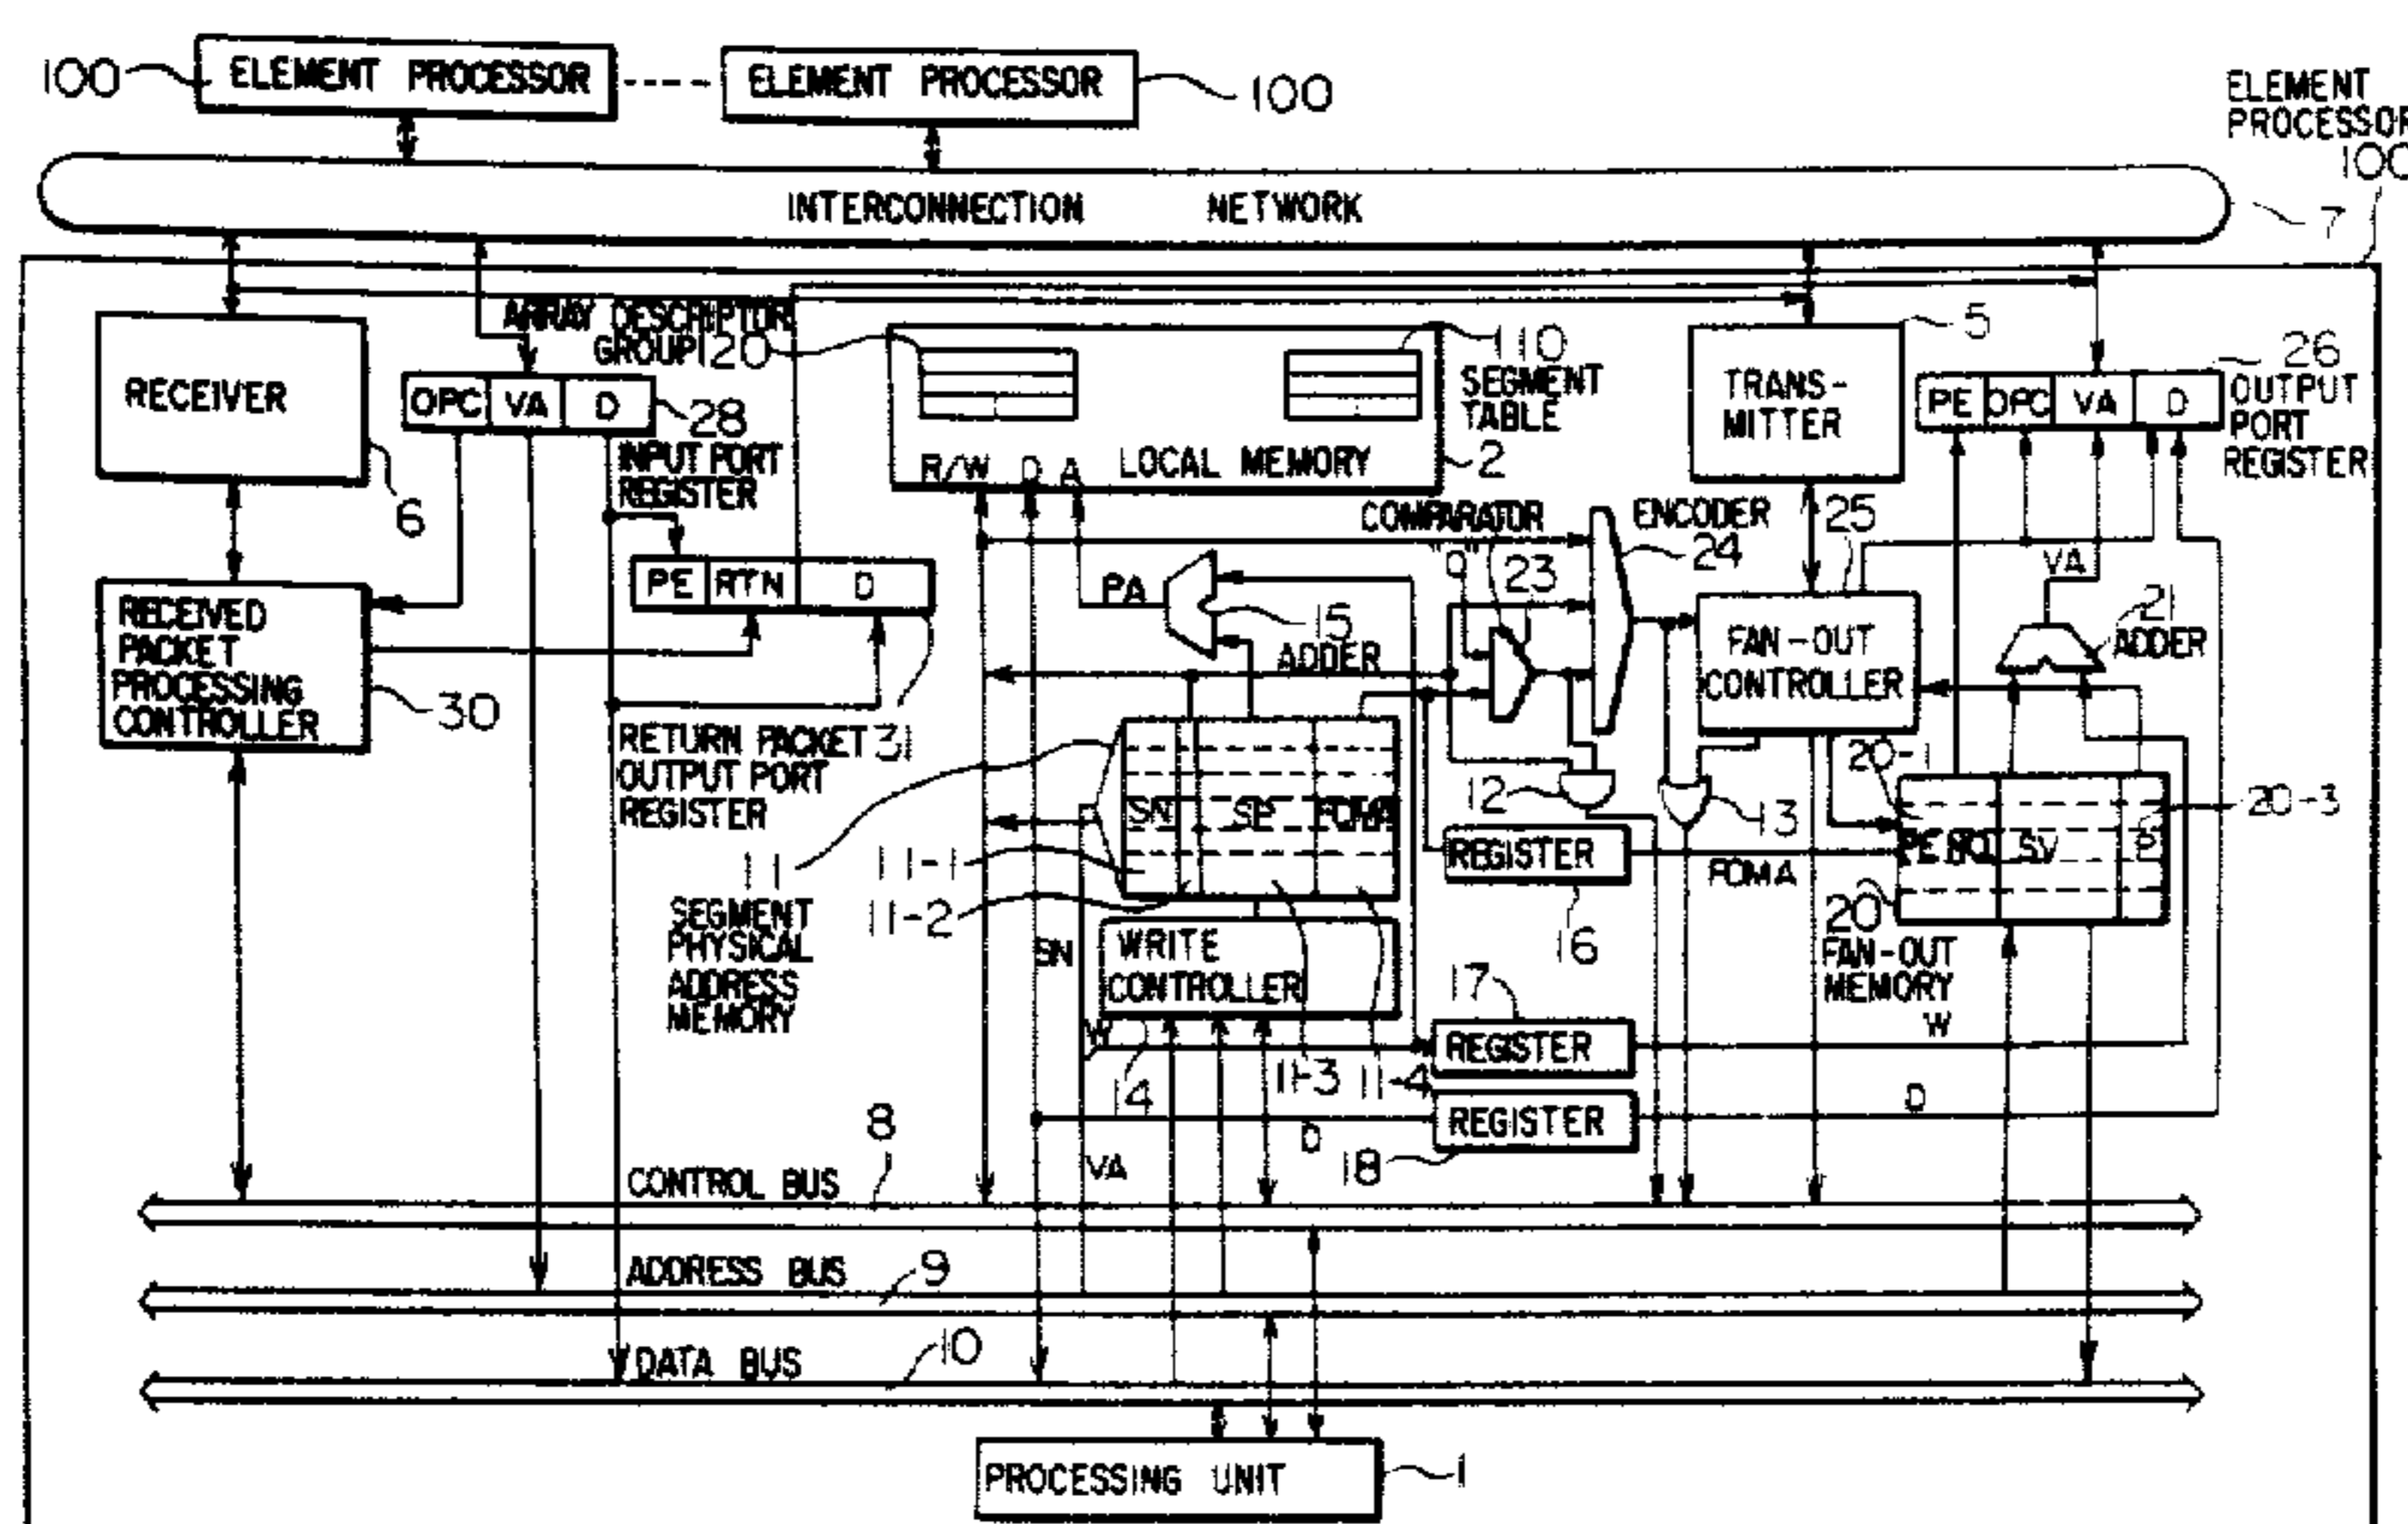 100 ELEMENT PROCESSOR ELEMENT PROCESSOR 100
ELEMENT
PROCESSOR
100
INTERCONNECTION NETWORK 7
ARRAY DESCRIPTOR
GROUP 120
110
SEGMENT
TABLE
RECEIVER
6
OPC VA D
28
INPUT PORT
REGISTER
R/W D A LOCAL MEMORY 2
5
TRANS-
MITTER
26
OUTPUT
PORT
REGISTER
PE OPC VA D
COMPARATOR
"0"
23
ENCODER
24
25
VA
RECEIVED
PACKET
PROCESSING
CONTROLLER
30
PE RTN D
RETURN PACKET 31
OUTPUT PORT
REGISTER
PA
15
ADDER
FAN-OUT
CONTROLLER
21
ADDER
12
13
SN
11
11-1
11-2
SEGMENT
PHYSICAL
ADDRESS
MEMORY
WRITE
CONTROLLER
14
11-3
11-4
SN
W
REGISTER
16
FOMA
20-1
20-3
SV P
20
FAN-OUT
MEMORY
17
REGISTER
W
REGISTER
18
D
D
VA
CONTROL BUS 8
ADDRESS BUS 9
DATA BUS 10
PROCESSING UNIT 1